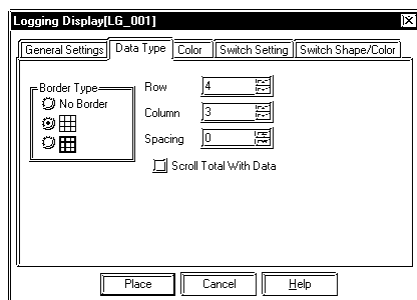 Logging Display[LG_001]
General Settings Data Type Color Switch Setting Switch Shape/Color
Border Type
No Border
Row 4
Column 3
Spacing 0
Scroll Total With Data
Place Cancel Help